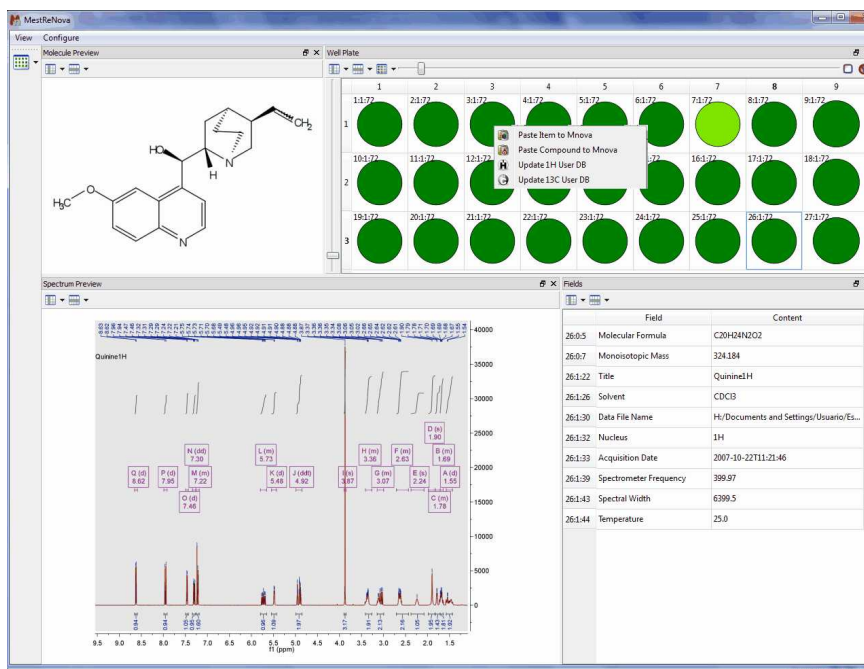 MestReNova
View Configure
Molecule Preview
Well Plate
1 2 3 4 5 6 7 8 9
1 1:1:72 2:1:72 3:1:72 4:1:72 5:1:72 6:1:72 7:1:72 8:1:72 9:1:72
Paste Item to Mnova
Paste Compound to Mnova
Update 1H User DB
Update 13C User DB
2 10:1:72 11:1:72 12:1:72 16:1:72 17:1:72 18:1:72
3 19:1:72 20:1:72 21:1:72 22:1:72 23:1:72 24:1:72 25:1:72 26:1:72 27:1:72
CH2
HO
N
H
O
H3C
N
Spectrum Preview
Fields
Quinine1H
40000
35000
30000
25000
20000
15000
10000
5000
0
D (s)
1.90
N (dd) L (m) H (m) F (m) B (m)
7.30 5.73 3.36 2.63 1.69
Q (d) P (d) M (m) K (d) J (ddt) I (s) G (m) E (s) A (d)
8.62 7.95 7.22 5.48 4.92 3.87 3.07 2.24 1.55
O (d) C (m)
7.46 1.78
9.5 9.0 8.5 8.0 7.5 7.0 6.5 6.0 5.5 5.0 4.5 4.0 3.5 3.0 2.5 2.0 1.5
f1 (ppm)
Field Content
26:0:5 Molecular Formula C20H24N2O2
26:0:7 Monoisotopic Mass 324.184
26:1:22 Title Quinine1H
26:1:26 Solvent CDCl3
26:1:30 Data File Name H:/Documents and Settings/Usuario/Es...
26:1:32 Nucleus 1H
26:1:33 Acquisition Date 2007-10-22T11:21:46
26:1:39 Spectrometer Frequency 399.97
26:1:43 Spectral Width 6399.5
26:1:44 Temperature 25.0